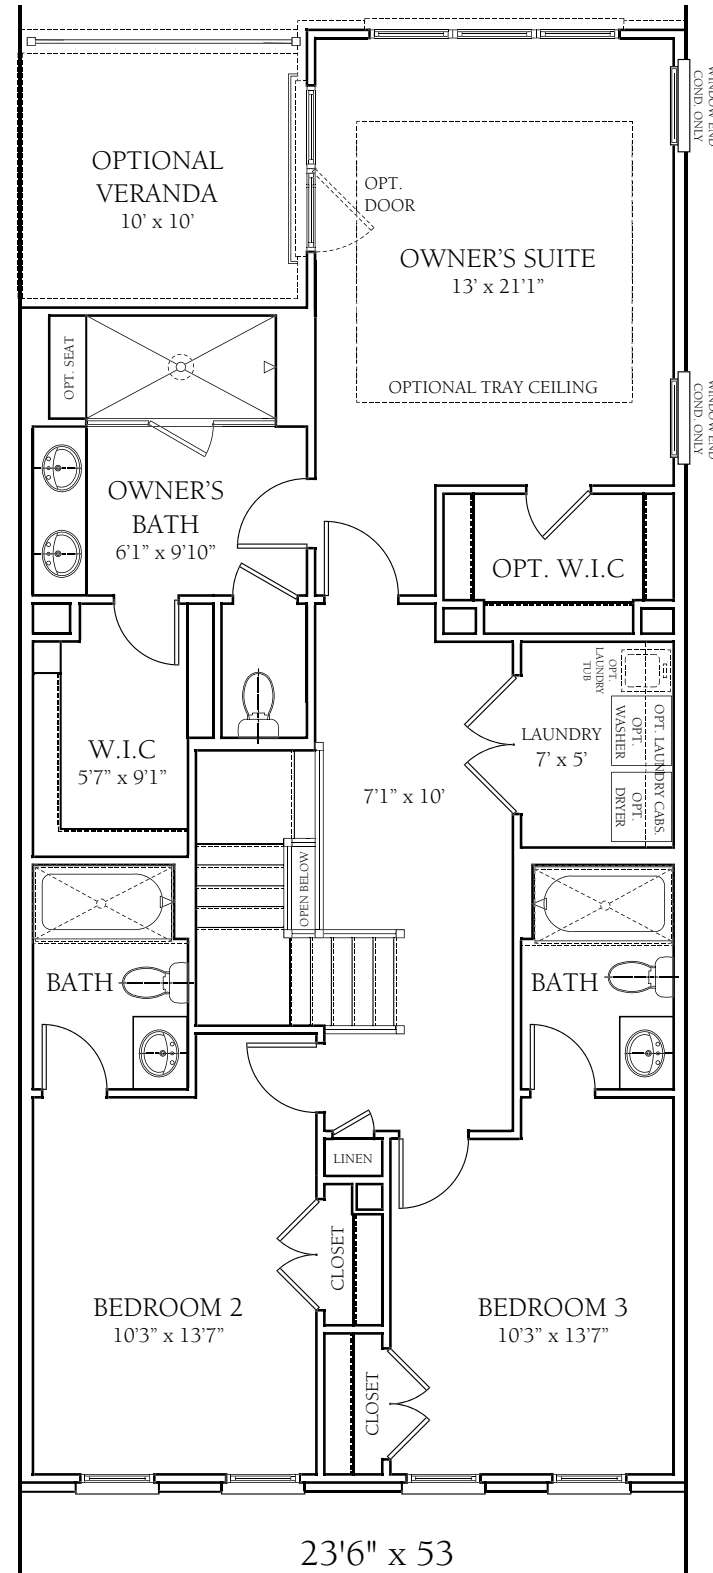 WINDOW END
COND. ONLY
OPTIONAL
VERANDA
10’ x 10’
OPT.
DOOR
OWNER’S SUITE
13’ x 21’1”
OPTIONAL TRAY CEILING
OPT. SEAT
WINDOW END
COND. ONLY
OWNER’S
BATH
6’1” x 9’10”
OPT. W.I.C
OPT.
LAUNDRY
TUB
W.I.C
5’7” x 9’1”
LAUNDRY
7’ x 5’
OPT.
WASHER
OPT. LAUNDRY CABS.
OPT.
DRYER
7’1” x 10’
OPEN BELOW
BATH
BATH
LINEN
CLOSET
BEDROOM 2
10’3” x 13’7”
BEDROOM 3
10’3” x 13’7”
CLOSET
23'6" x 53